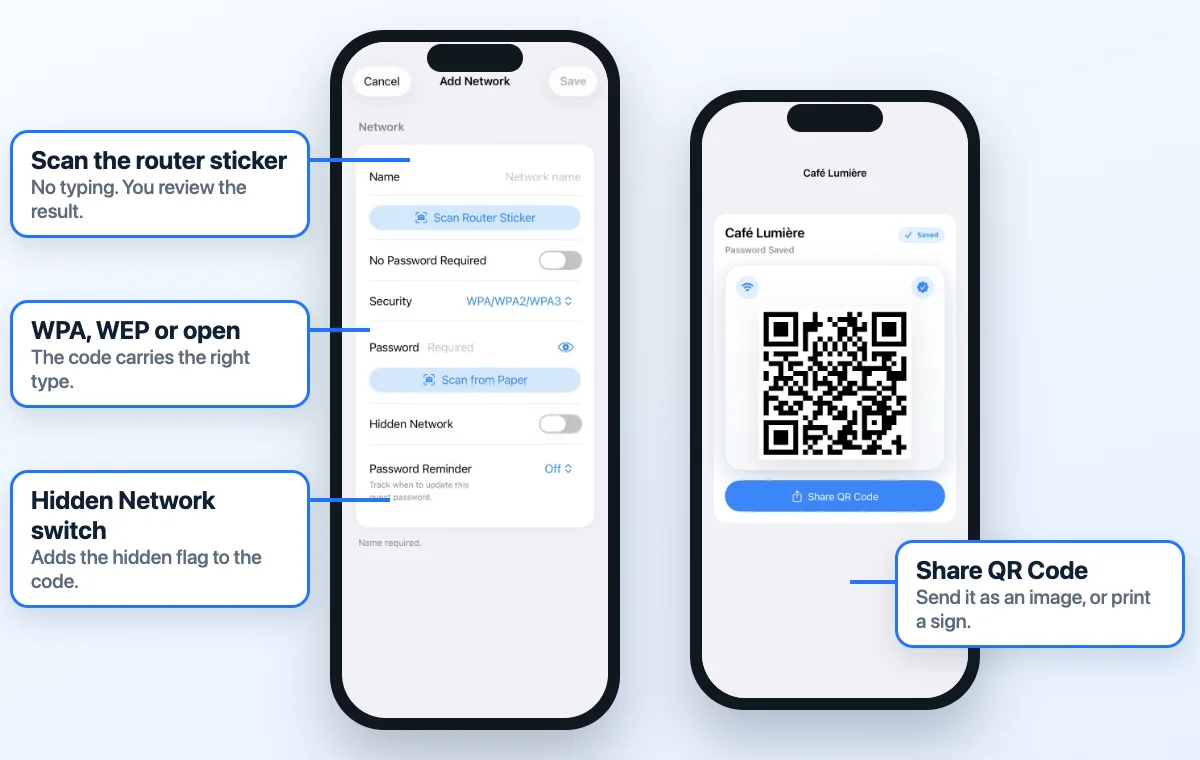 Scan the router sticker
No typing. You review the
result.
WPA, WEP or open
The code carries the right
type.
Hidden Network
switch
Adds the hidden flag to the
code.
Cancel
Add Network
Save
Network
Name
Network name
Scan Router Sticker
No Password Required
Security
WPA/WPA2/WPA3
Password
Required
Scan from Paper
Hidden Network
Password Reminder
Off
Track when to update this
guest password.
Name required.
Café Lumière
Café Lumière
Saved
Password Saved
Share QR Code
Share QR Code
Send it as an image, or print
a sign.